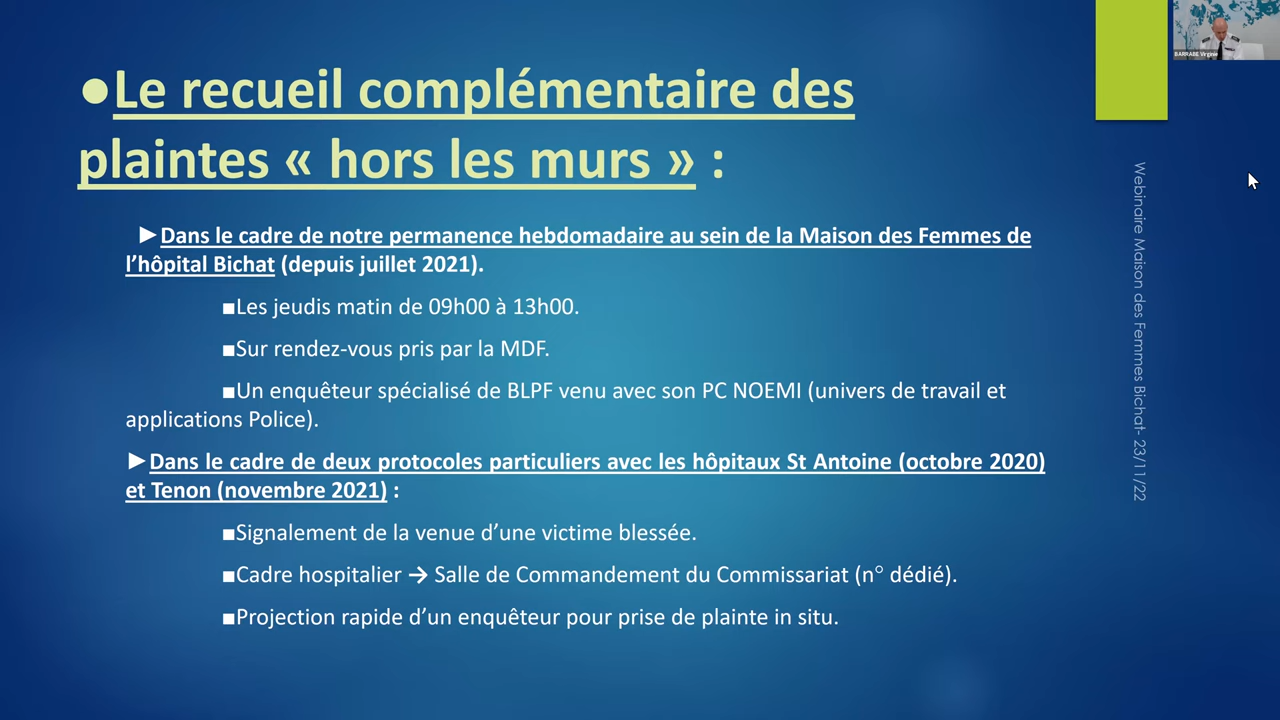 ●Le recueil complémentaire des
plaintes « hors les murs » :
►Dans le cadre de notre permanence hebdomadaire au sein de la Maison des Femmes de
l’hôpital Bichat (depuis juillet 2021).
■Les jeudis matin de 09h00 à 13h00.
■Sur rendez-vous pris par la MDF.
■Un enquêteur spécialisé de BLPF venu avec son PC NOEMI (univers de travail et
applications Police).
►Dans le cadre de deux protocoles particuliers avec les hôpitaux St Antoine (octobre 2020)
et Tenon (novembre 2021) :
■Signalement de la venue d’une victime blessée.
■Cadre hospitalier → Salle de Commandement du Commissariat (n° dédié).
■Projection rapide d’un enquêteur pour prise de plainte in situ.
Webinaire Maison des Femmes Bichat- 23/11/22
BARRABE Virginie